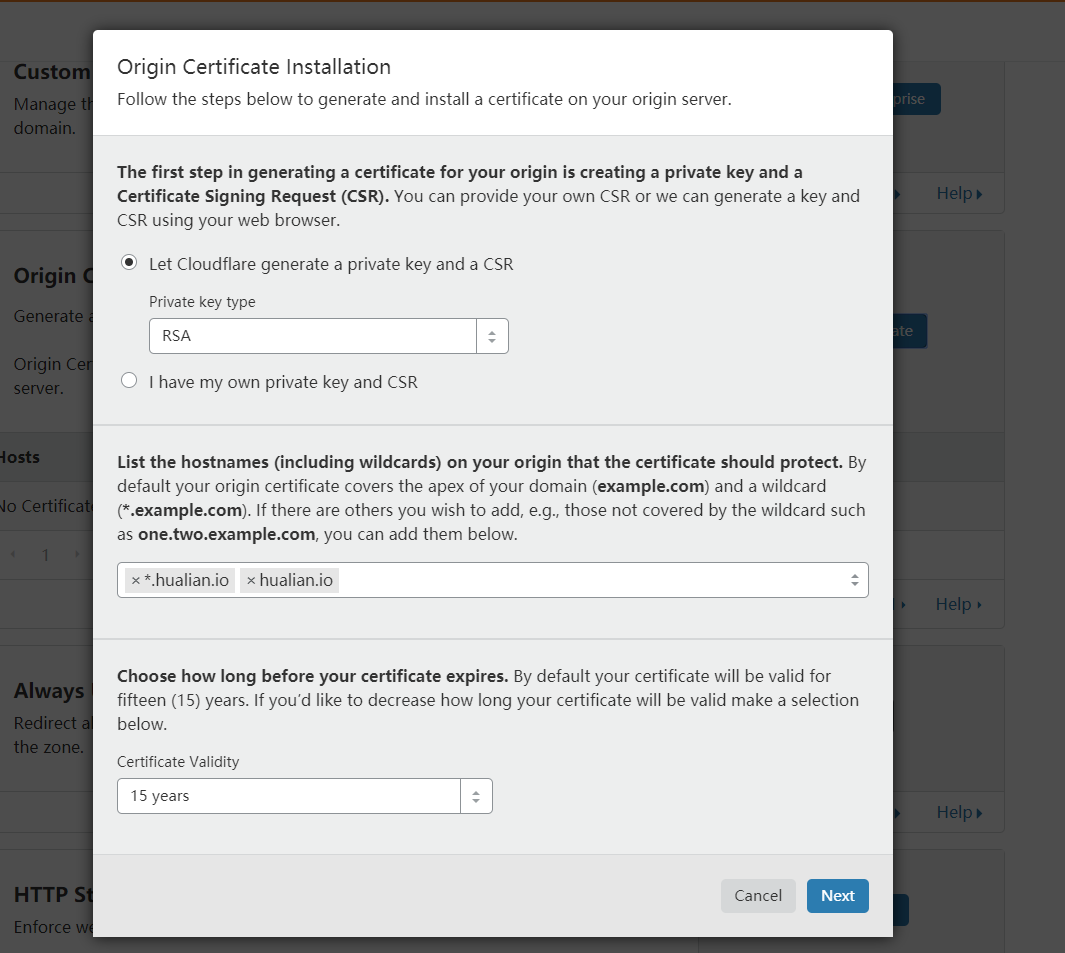 Origin Certificate Installation
Follow the steps below to generate and install a certificate on your origin server.
The first step in generating a certificate for your origin is creating a private key and a
Certificate Signing Request (CSR). You can provide your own CSR or we can generate a key and
CSR using your web browser.
Let Cloudflare generate a private key and a CSR
Private key type
RSA
I have my own private key and CSR
List the hostnames (including wildcards) on your origin that the certificate should protect. By
default your origin certificate covers the apex of your domain (example.com) and a wildcard
(*.example.com). If there are others you wish to add, e.g., those not covered by the wildcard such
as one.two.example.com, you can add them below.
× *.hualian.io × hualian.io
Choose how long before your certificate expires. By default your certificate will be valid for
fifteen (15) years. If you'd like to decrease how long your certificate will be valid make a selection
below.
Certificate Validity
15 years
Cancel Next
Custom
Manage
domain.
Help
Origin
Generate
Origin
server.
Hosts
No
1
Help
Always
Redirect
the zone.
Help
HTTP
Enforce